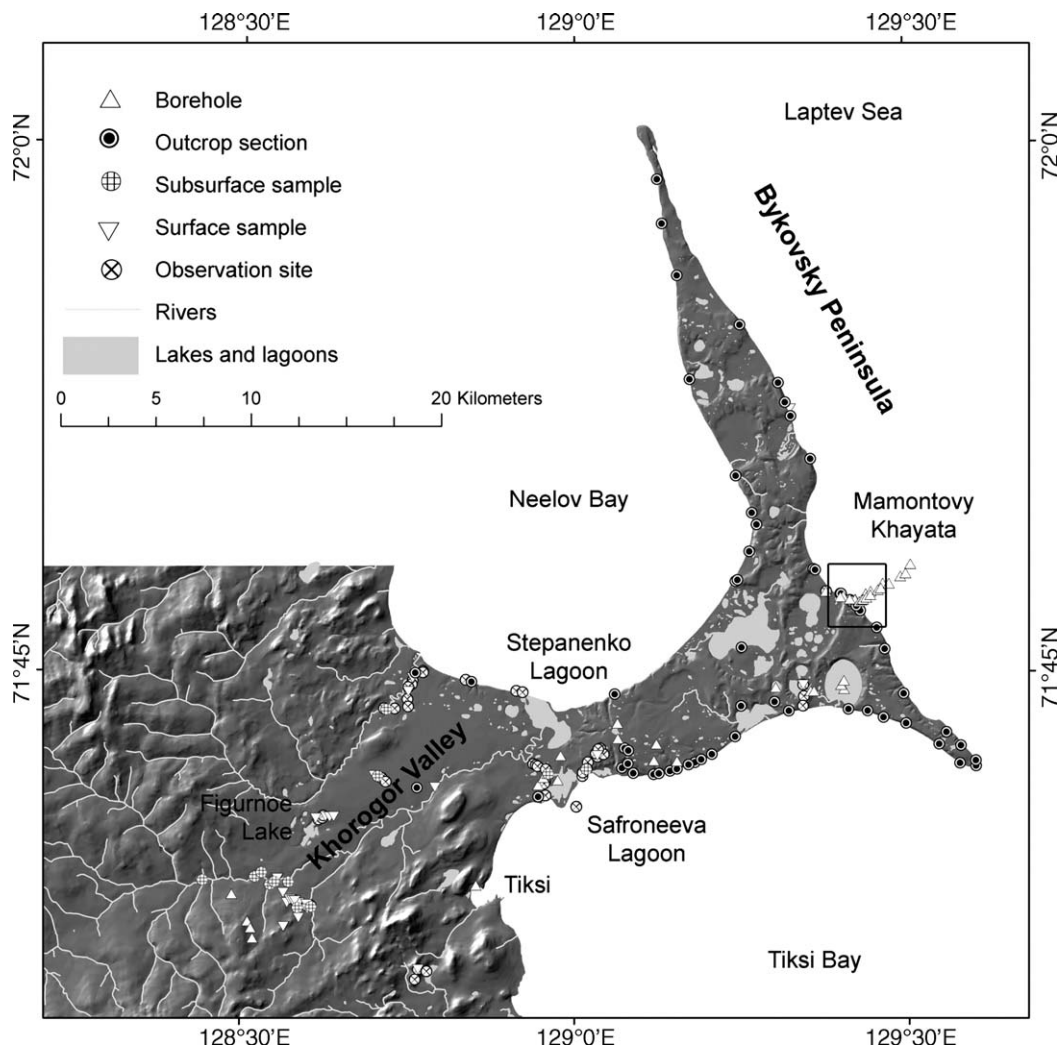 128°30'E
129°0'E
129°30'E
72°0'N
72°0'N
Laptev Sea
Borehole
Outcrop section
Subsurface sample
Surface sample
Observation site
Rivers
Lakes and lagoons
0 5 10 20 Kilometers
Bykovsky Peninsula
Neelov Bay
Mamontovy
Khayata
Stepanenko
Lagoon
71°45'N
71°45'N
Khorogor Valley
Figurnoe
Lake
Safroneeva
Lagoon
Tiksi
Tiksi Bay
128°30'E
129°0'E
129°30'E